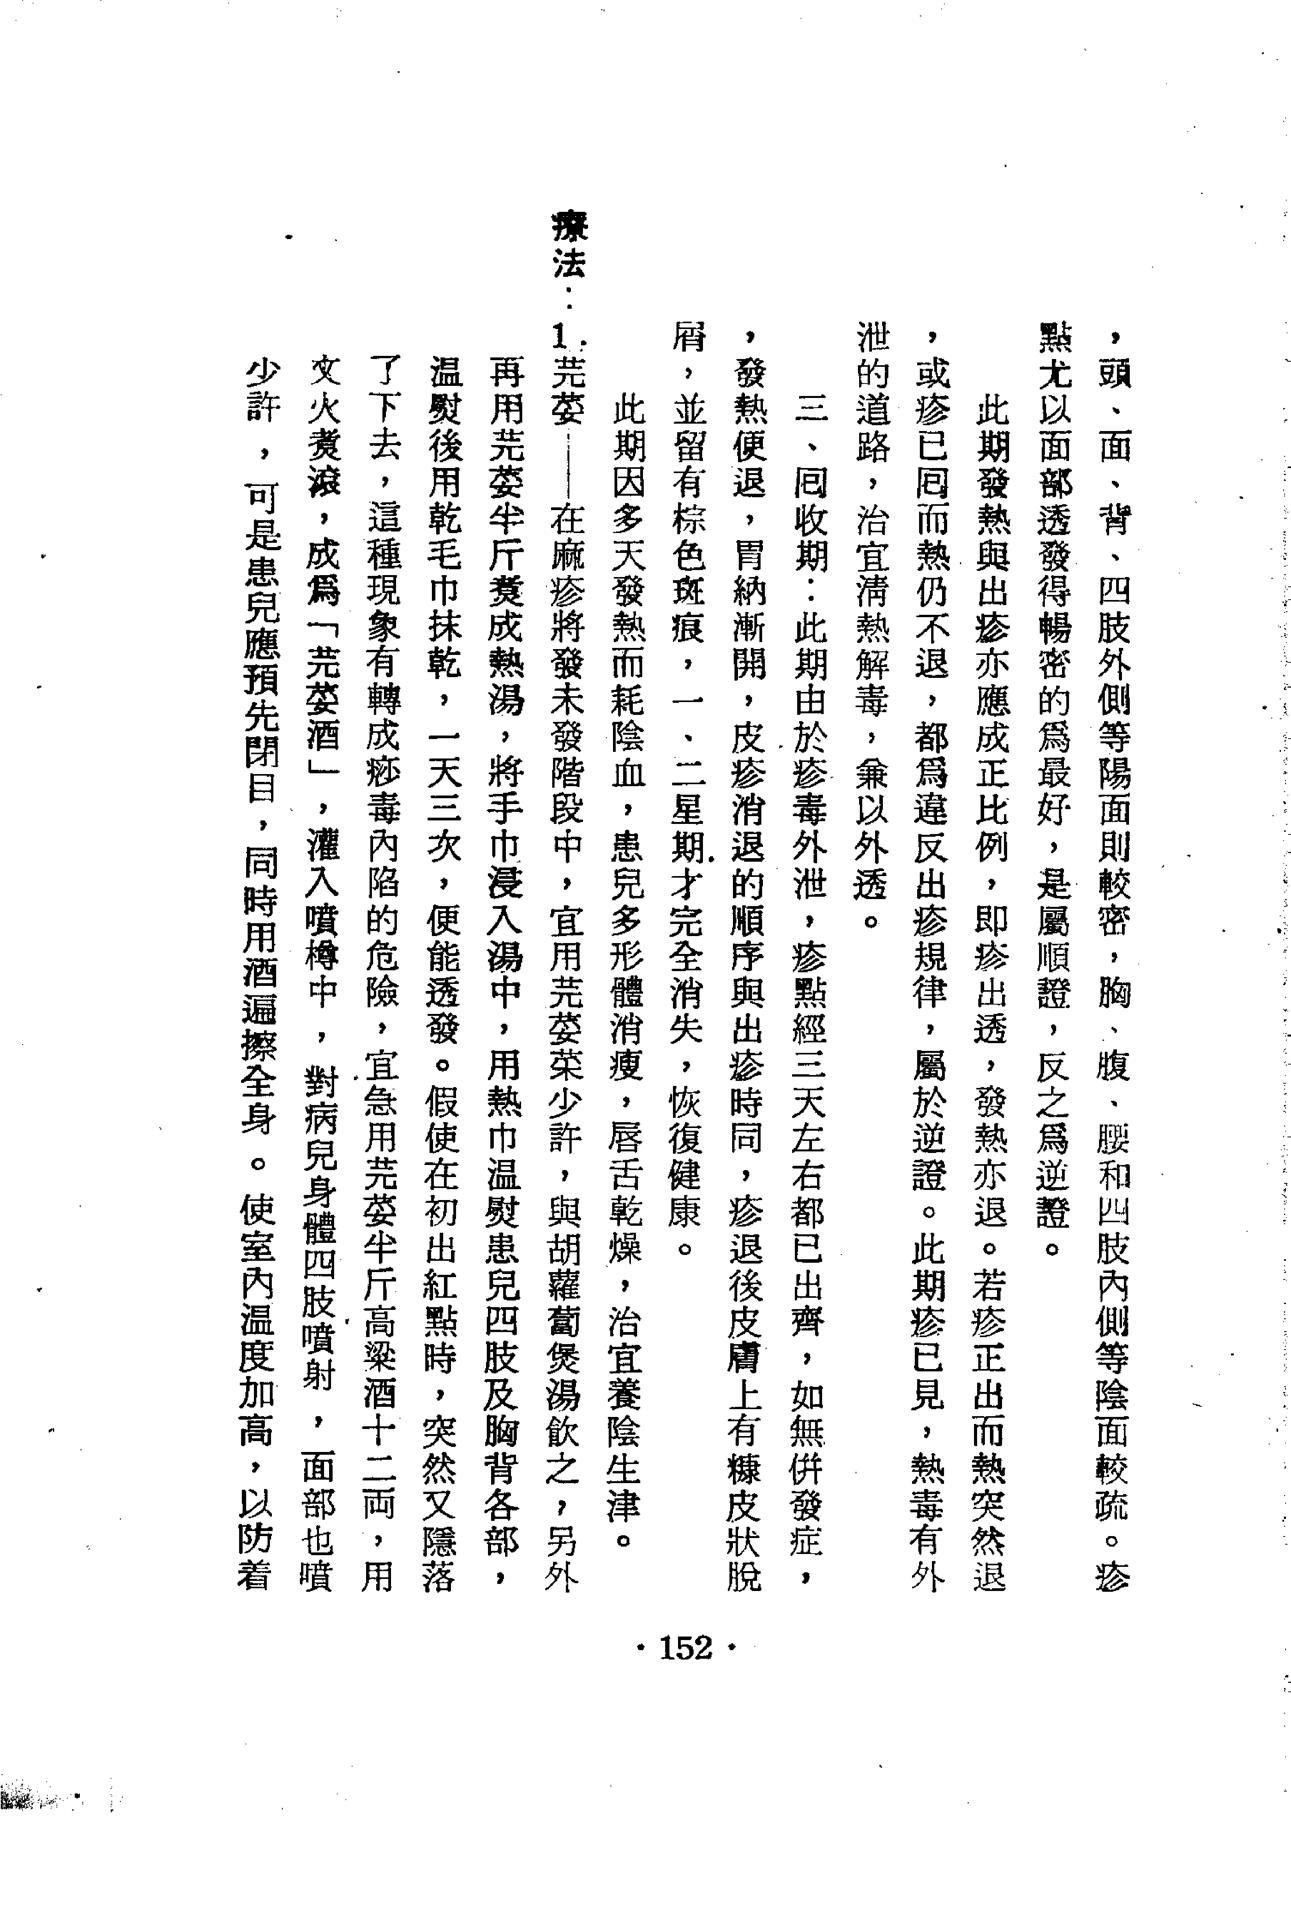 ，頭、面、背、四肢外側等陽面則較密，胸、腹、腰和四肢內側等陰面較疏。疹
點尤以面部透發得暢密的爲最好，是屬順證，反之爲逆證。
此期發熱與出疹亦應成正比例，即疹出透，發熱亦退。若疹正出而熱突然退
，或疹已囘而熱仍不退，都爲違反出疹規律，屬於逆證。此期疹已見，熱毒有外
泄的道路，治宜淸熱解毒，兼以外透。
三、囘收期：此期由於疹毒外泄，疹點經三天左右都已出齊，如無併發症，
，發熱便退，胃納漸開，皮疹消退的順序與出疹時同，疹退後皮膚上有糠皮狀脫
屑，並留有棕色斑痕，一、二星期才完全消失，恢復健康。
此期因多天發熱而耗陰血，患兒多形體消瘦，唇舌乾燥，治宜養陰生津。
療法：1.芫荽——在麻疹將發未發階段中，宜用芫荽菜少許，與胡蘿蔔煲湯飲之，另外
再用芫荽半斤煑成熱湯，將手巾浸入湯中，用熱巾温熨患兒四肢及胸背各部，
温熨後用乾毛巾抹乾，一天三次，便能透發。假使在初出紅點時，突然又隱落
了下去，這種現象有轉成痧毒內陷的危險，宜急用芫荽半斤高粱酒十二両，用
文火煑滾，成爲「芫荽酒」，灌入噴樽中，對病兒身體四肢噴射，面部也噴
少許，可是患兒應預先閉目，同時用酒遍擦全身。使室內温度加高，以防着
·152·